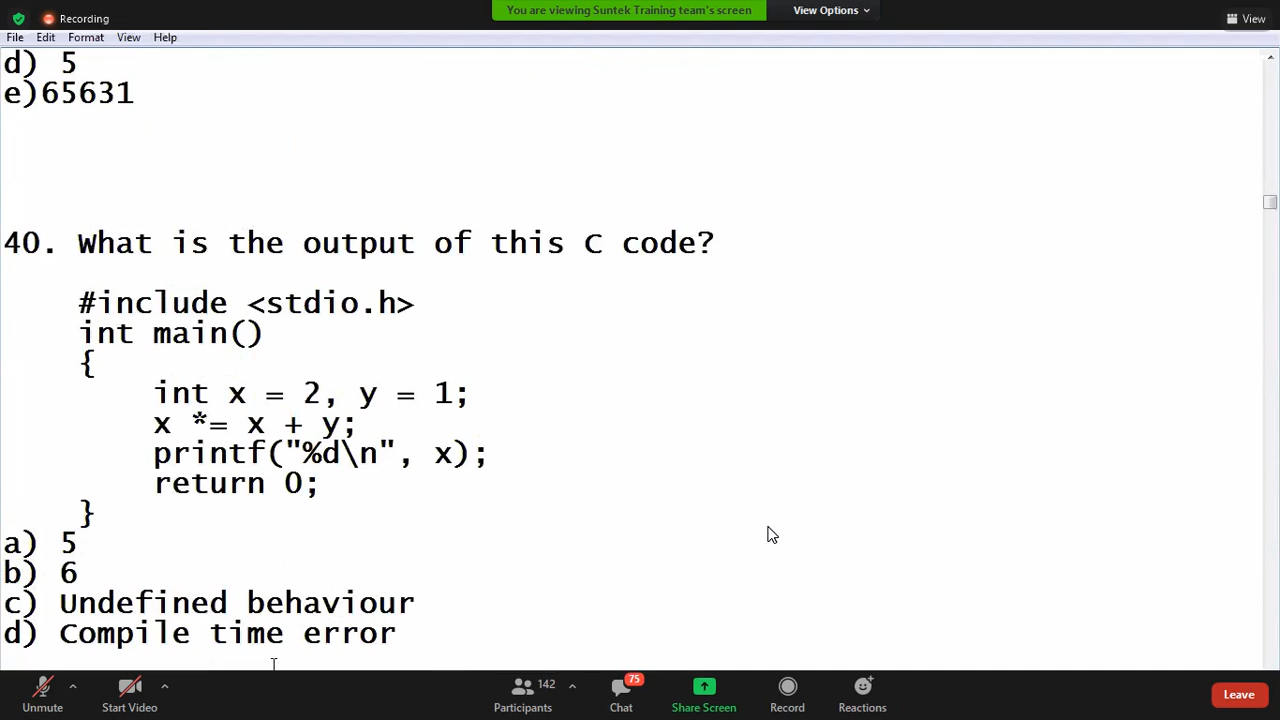 Recording
You are viewing Suntek Training team's screen
View Options
View
File Edit Format View Help
d) 5
e)65631
40. What is the output of this C code?
#include <stdio.h>
int main()
{
int x = 2, y = 1;
x *= x + y;
printf("%d\n", x);
return 0;
}
a) 5
b) 6
c) Undefined behaviour
d) Compile time error
Unmute
Start Video
142
Participants
75
Chat
Share Screen
Record
Reactions
Leave